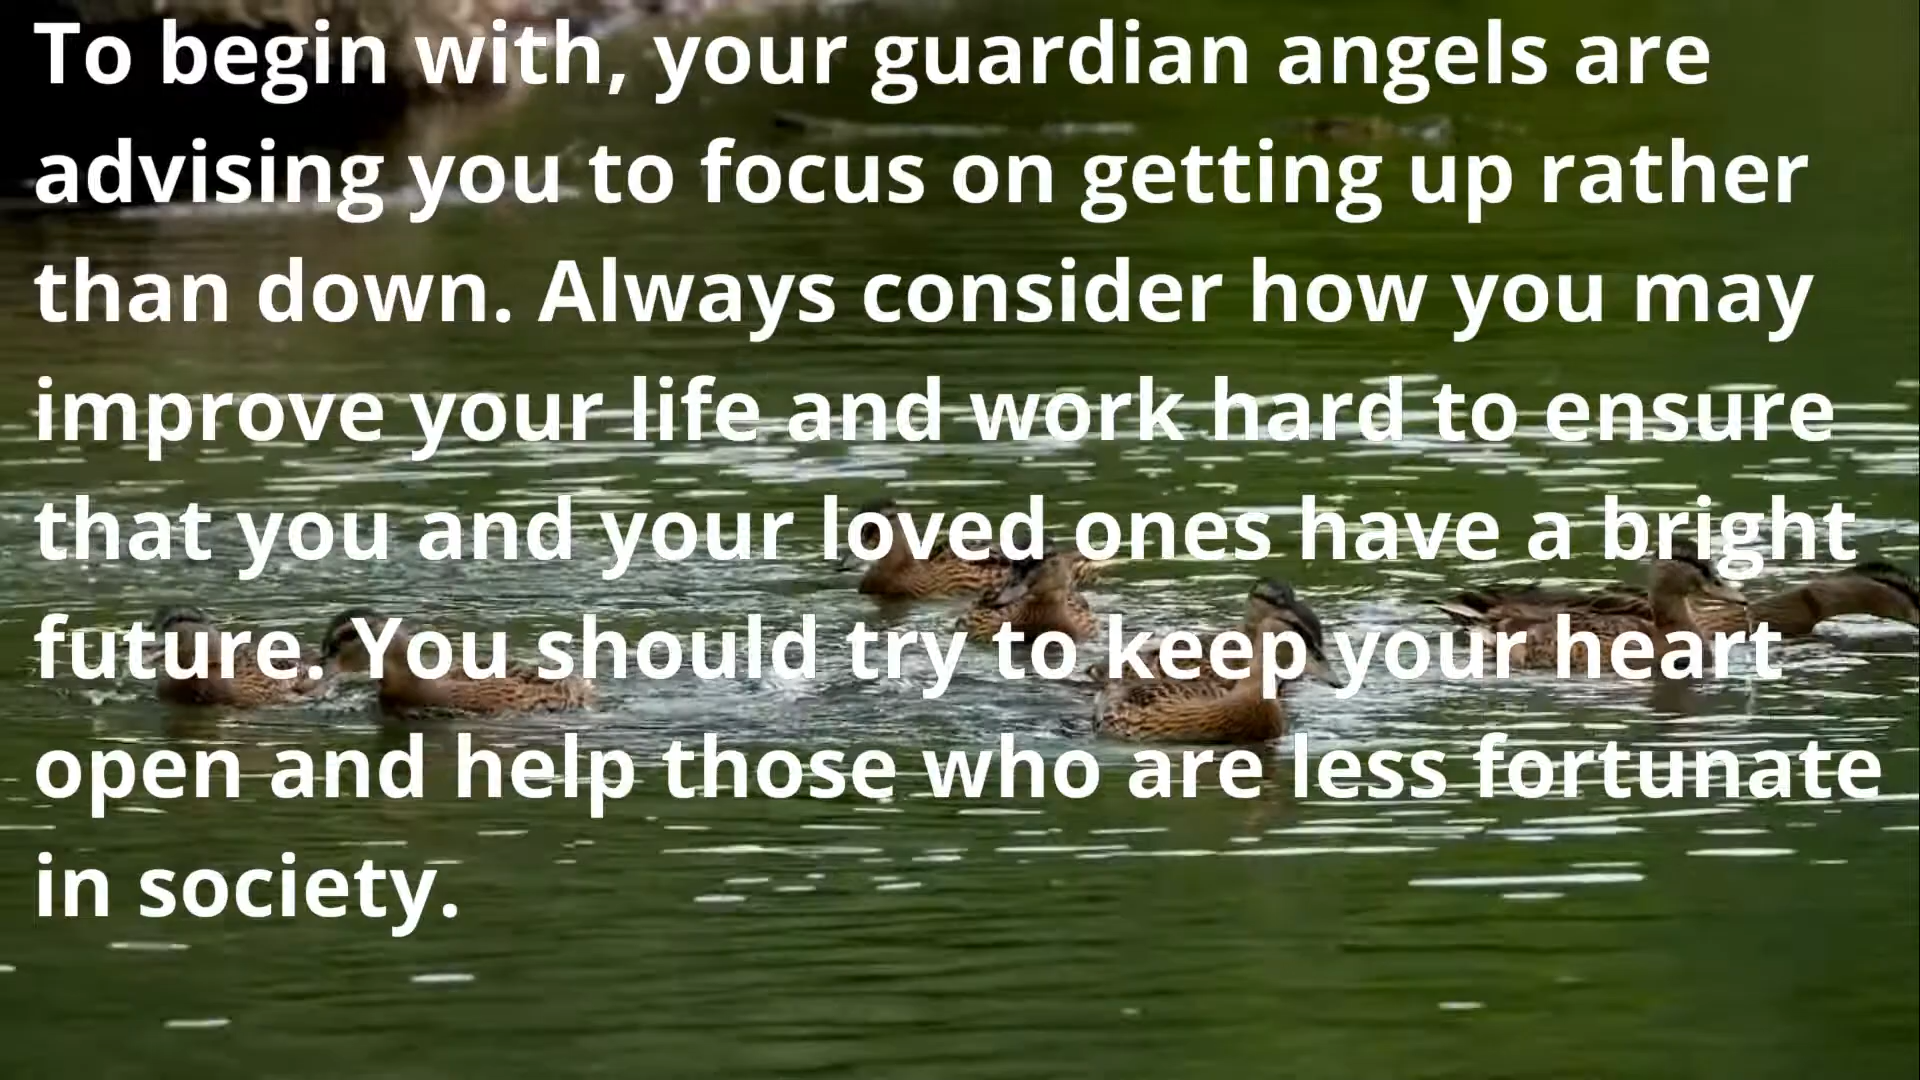 To begin with, your guardian angels are
advising you to focus on getting up rather
than down. Always consider how you may
improve your life and work hard to ensure
that you and your loved ones have a bright
future. You should try to keep your heart
open and help those who are less fortunate
in society.